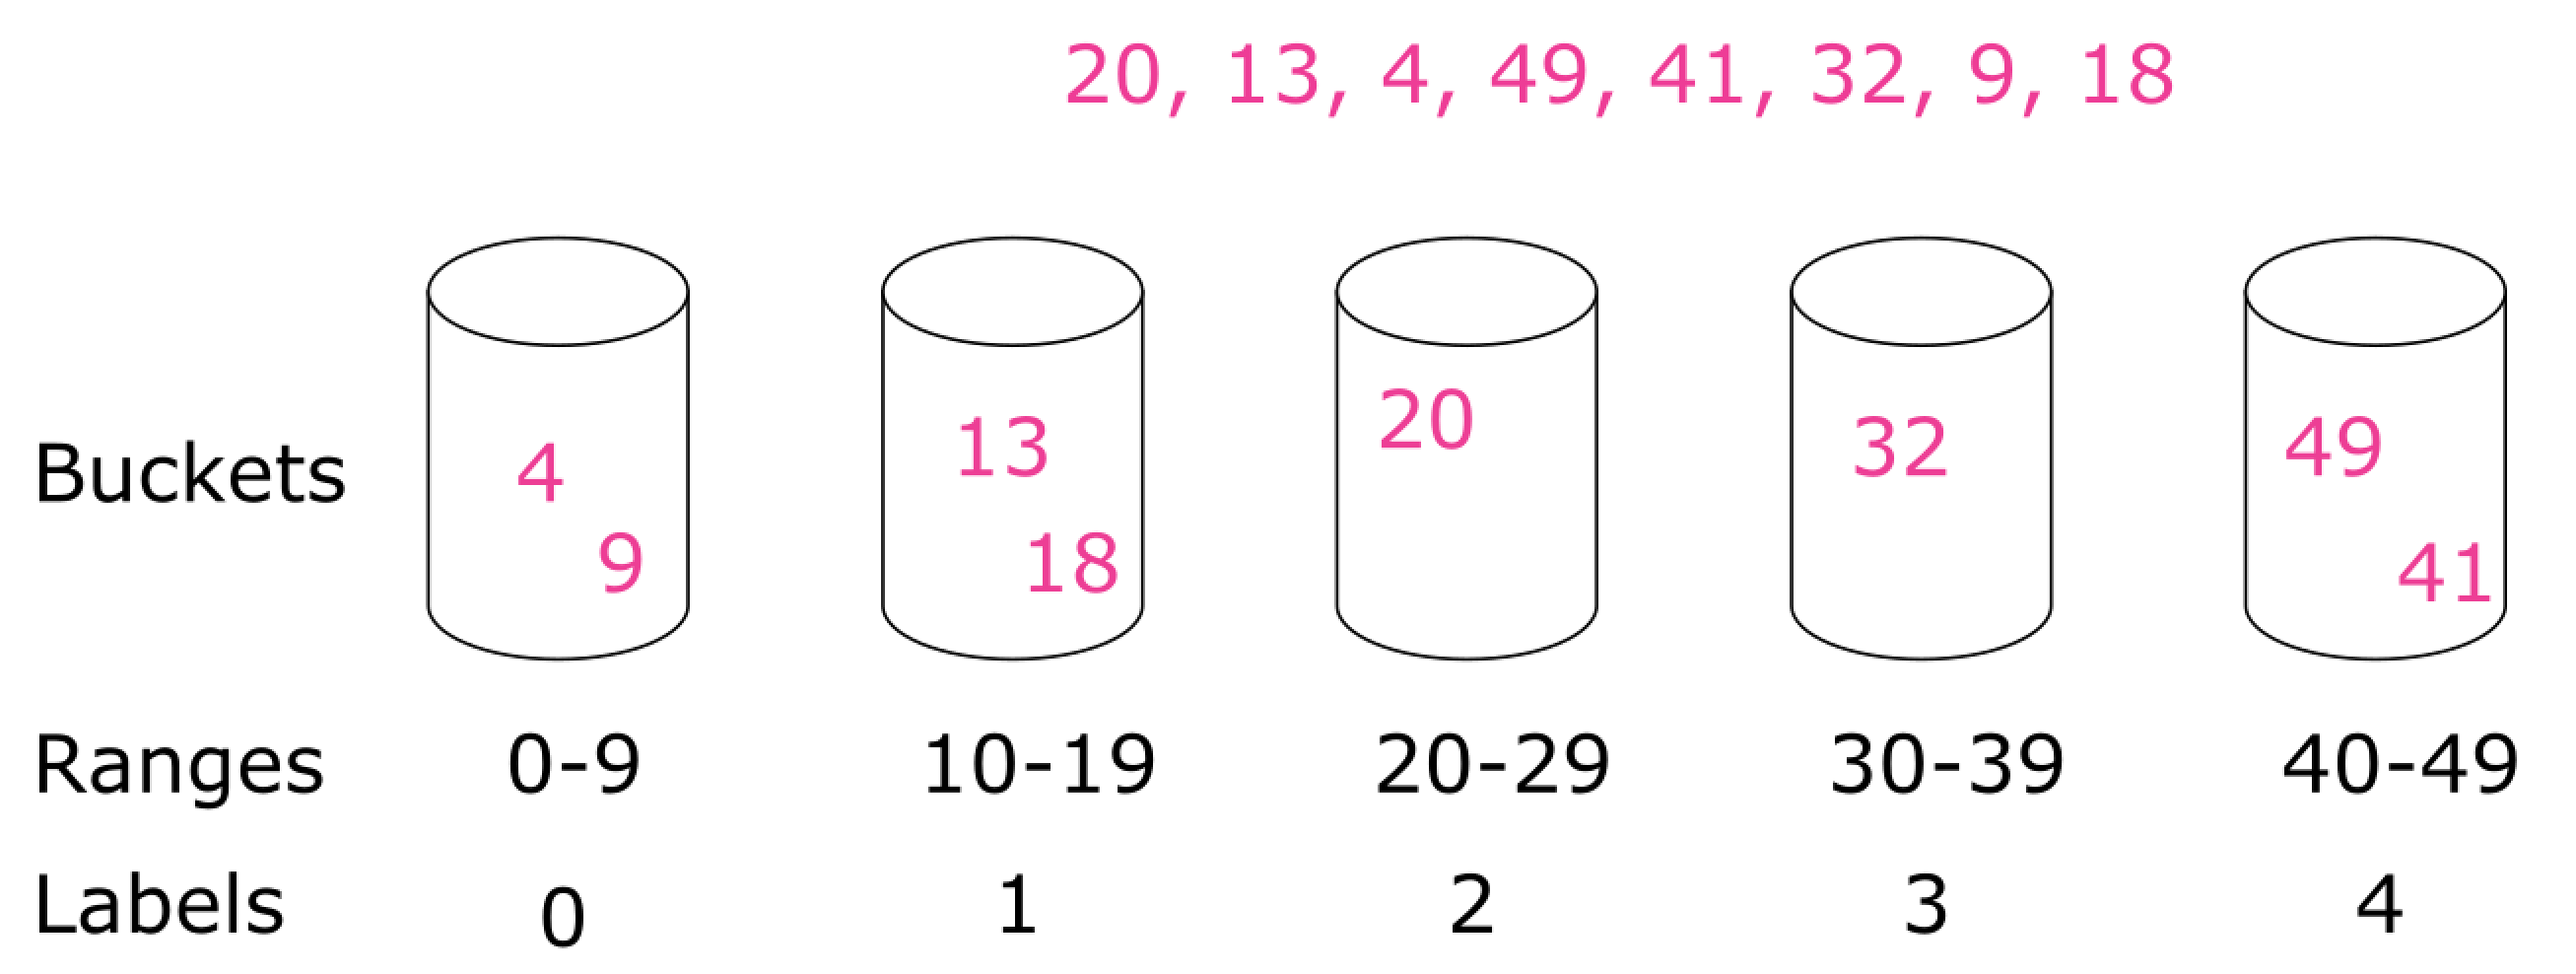 20, 13, 4, 49, 41, 32, 9, 18
Buckets 4 9 13 18 20 32 49 41
Ranges 0-9 10-19 20-29 30-39 40-49
Labels 0 1 2 3 4